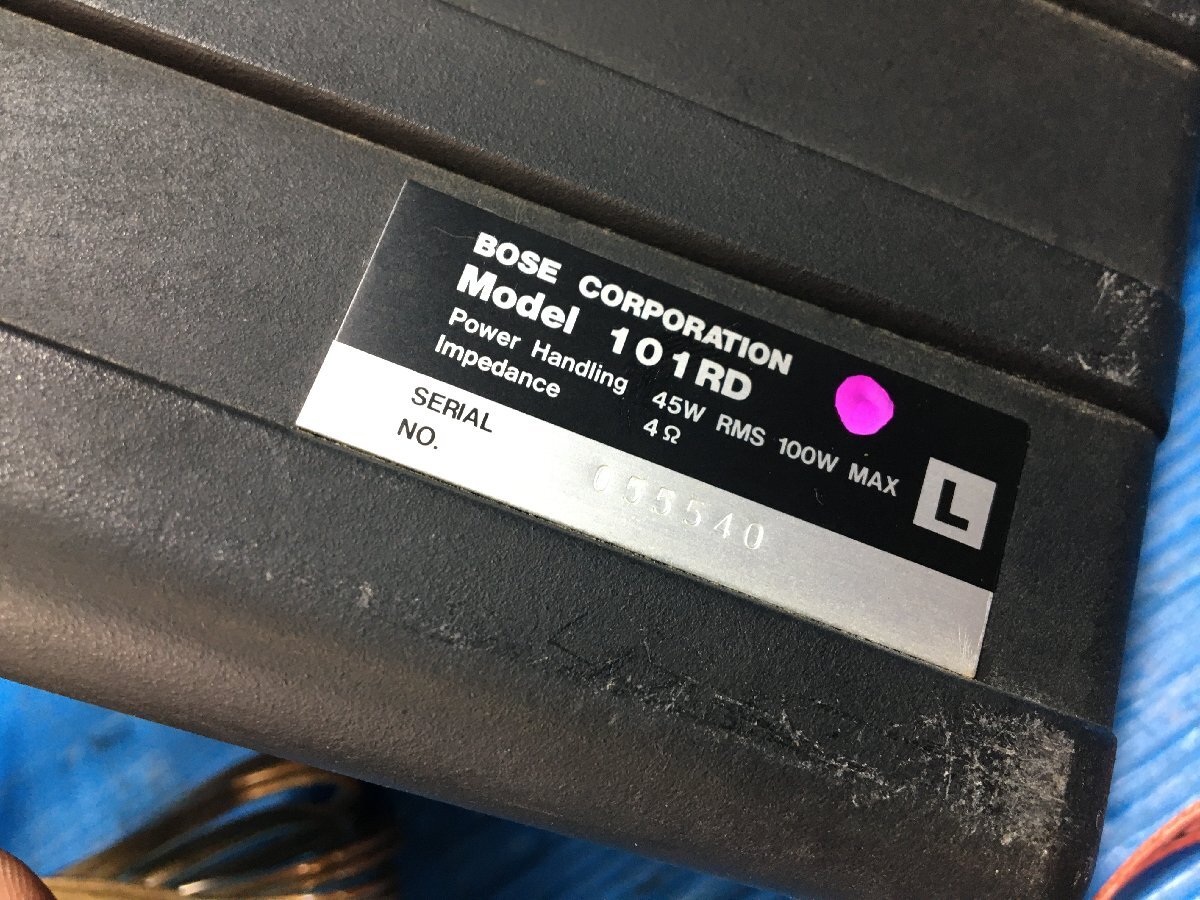 BOSE CORPORATION
Model 101RD
Power Handling 45W RMS 100W MAX
Impedance 4Ω
L
SERIAL
NO.